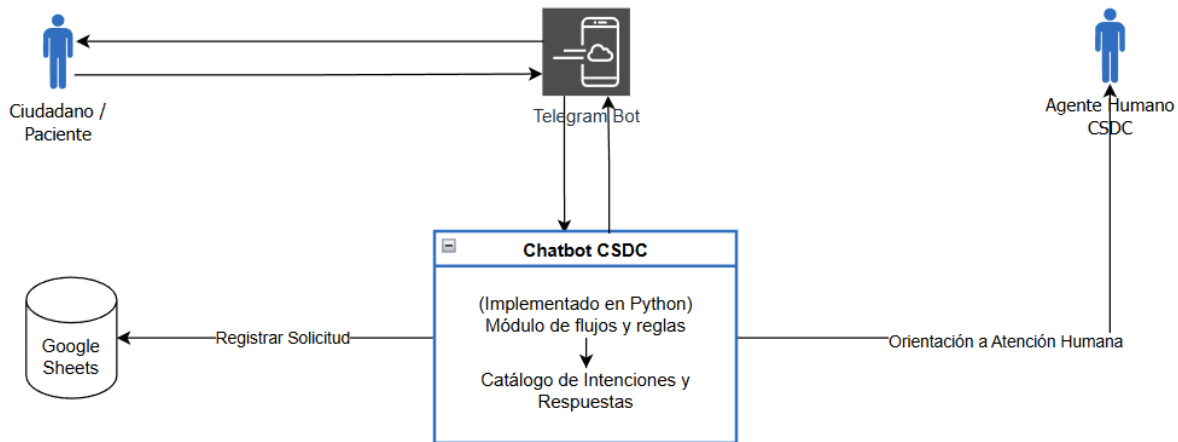 Ciudadano /
Paciente
Telegram Bot
Agente Humano
CSDC
Chatbot CSDC
(Implementado en Python)
Módulo de flujos y reglas
Catálogo de Intenciones y
Respuestas
Google
Sheets
Registrar Solicitud
Orientación a Atención Humana